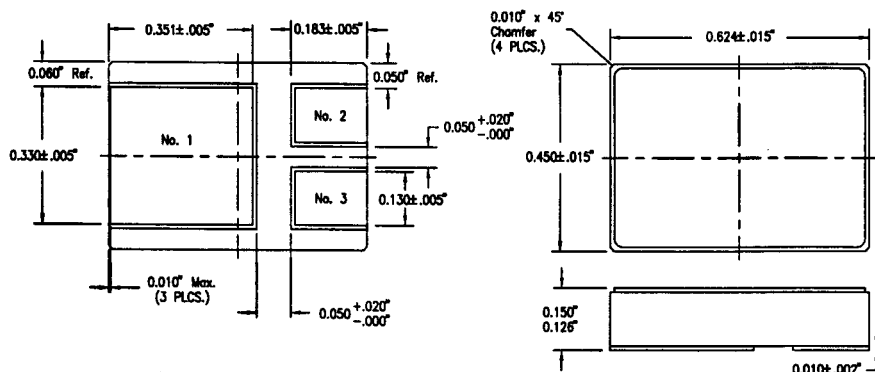 0.351±.005"
0.183±.005"
0.060" Ref.
0.050" Ref.
No. 1
No. 2
No. 3
0.330±.005"
0.050 +.020" -.000"
0.130±.005"
0.010" Max.
(3 PLCS.)
0.050 +.020" -.000"
0.010" x 45°
Chamfer
(4 PLCS.)
0.624±.015"
0.450±.015"
0.150"
0.126"
0.010±.002"